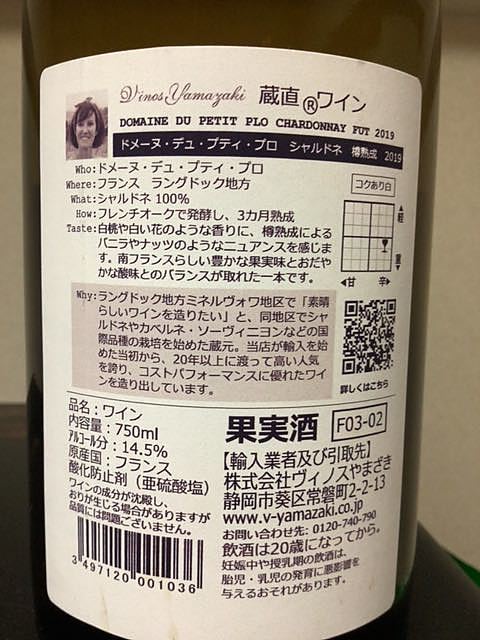 Vinos Yamazaki 蔵直®ワイン
DOMAINE DU PETIT PLO CHARDONNAY FUT 2019
ドメーヌ・デュ・プティ・プロ シャルドネ 樽熟成 2019
Who:ドメーヌ・デュ・プティ・プロ
Where:フランス ラングドック地方
What:シャルドネ 100%
How:フレンチオークで発酵し、3カ月熟成
Taste:白桃や白い花のような香りに、樽熟成による
バニラやナッツのようなニュアンスを感じま
す。南フランスらしい豊かな果実味とおだや
かな酸味とのバランスが取れた一本です。
コクあり白
▲軽
重▼
◀甘 辛▶
Why:ラングドック地方ミネルヴォワ地区で「素晴
らしいワインを造りたい」と、同地区でシャ
ルドネやカベルネ・ソーヴィニヨンなどの国
際品種の栽培を始めた蔵元。当店が輸入を始
めた当初から、20年以上に渡って高い人気
を誇り、コストパフォーマンスに優れたワイ
ンを造り出しています。
詳しくはこちら
品名:ワイン
内容量:750ml
アルコール分:14.5%
原産国:フランス
酸化防止剤(亜硫酸塩)
ワインの成分が沈殿し、
おりが生じる場合がありますが
品質には問題ございません。
3 497120 001036
果実酒
F03-02
【輸入業者及び引取先】
株式会社ヴィノスやまざき
静岡市葵区常磐町2-2-13
www.v-yamazaki.co.jp
お問い合わせ先: 0120-740-790
飲酒は20歳になってから。
妊娠中や授乳期の飲酒は、
胎児・乳児の発育に悪影響を
与えるおそれがあります。